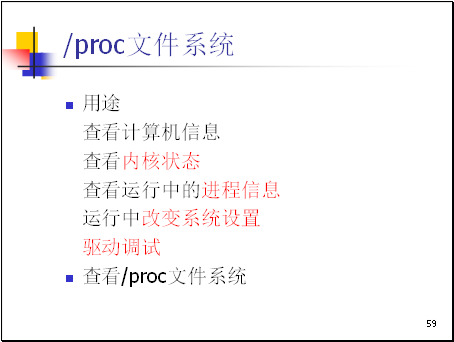 /proc文件系统
用途
查看计算机信息
查看内核状态
查看运行中的进程信息
运行中改变系统设置
驱动调试
查看/proc文件系统
59